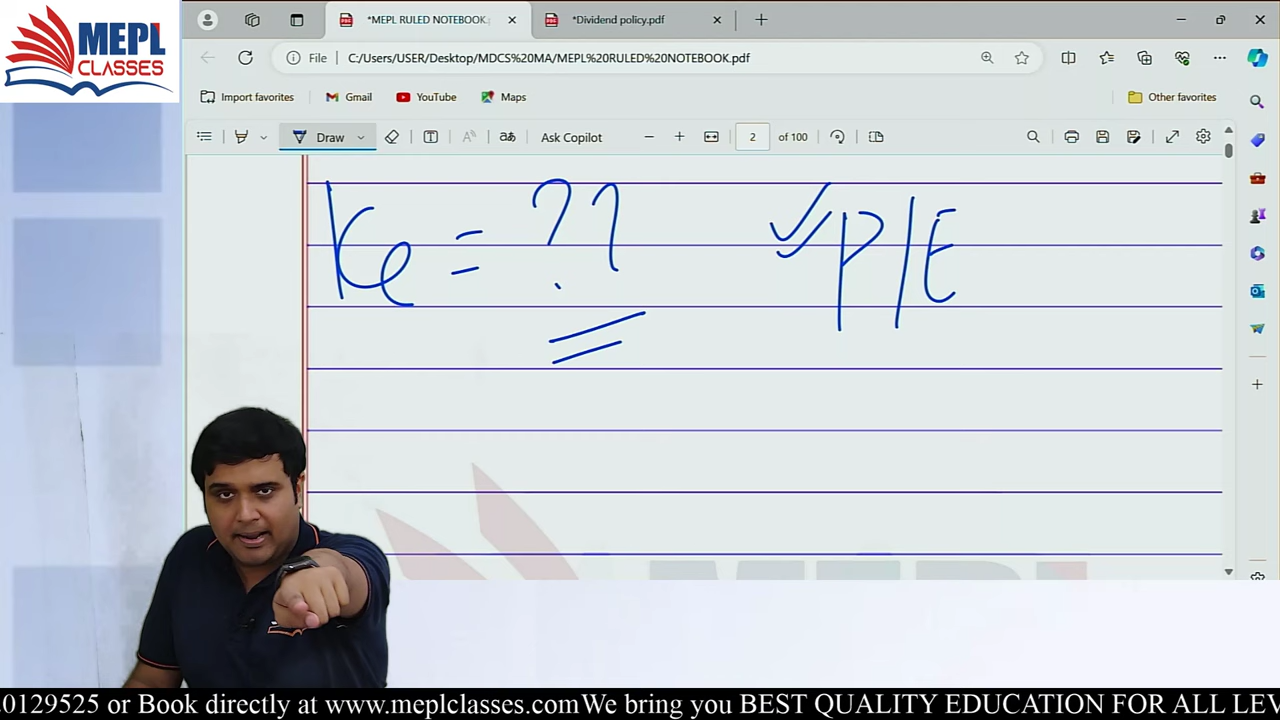 MEPL
CLASSES
*MEPL RULED NOTEBOOK.
*Dividend policy.pdf
File
C:/Users/USER/Desktop/MDCS%20MA/MEPL%20RULED%20NOTEBOOK.pdf
Import favorites
Gmail
YouTube
Maps
Other favorites
Draw
Ask Copilot
2 of 100
Ke = ??
P/E
MEPL
0129525 or Book directly at www.meplclasses.comWe bring you BEST QUALITY EDUCATION FOR ALL LEV